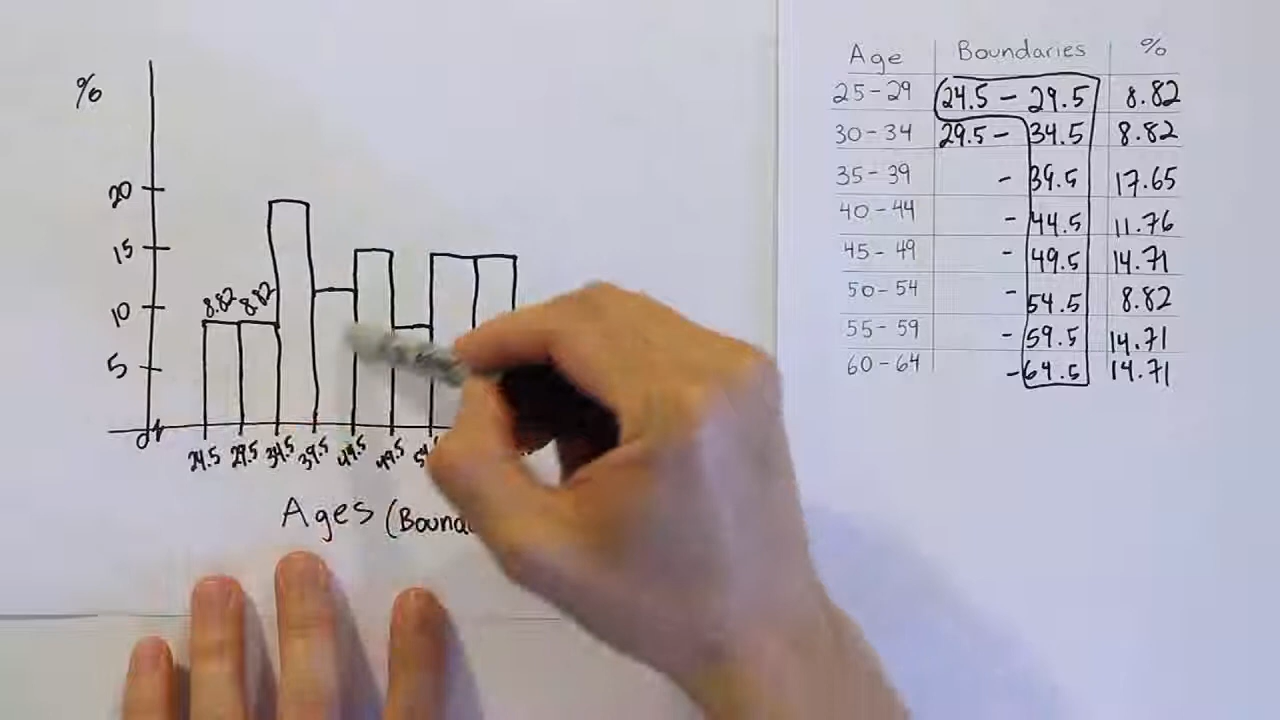 %
20
15
10
5
0
8.82 8.82
24.5 29.5 34.5 39.5 44.5 49.5
Ages
Age Boundaries %
25-29 24.5 - 29.5 8.82
30-34 29.5 - 34.5 8.82
35-39 - 39.5 17.65
40-44 - 44.5 11.76
45-49 - 49.5 14.71
50-54 - 54.5 8.82
55-59 - 59.5 14.71
60-64 - 64.5 14.71